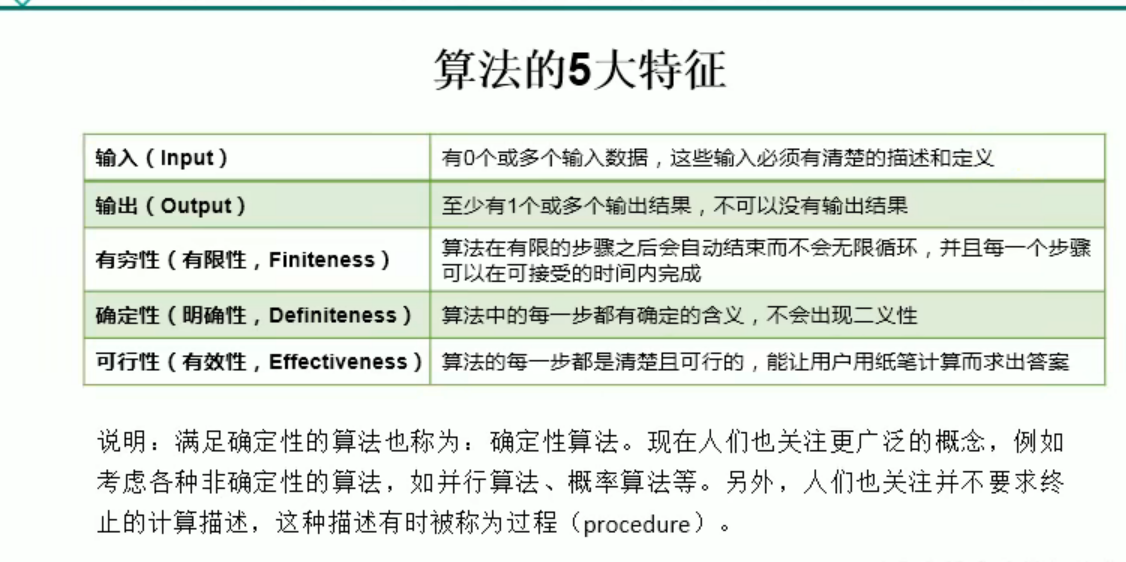 算法的5大特征
输入（Input）
有0个或多个输入数据，这些输入必须有清楚的描述和定义
输出（Output）
至少有1个或多个输出结果，不可以没有输出结果
有穷性（有限性，Finiteness）
算法在有限的步骤之后会自动结束而不会无限循环，并且每一个步骤
可以在可接受的时间内完成
确定性（明确性，Definiteness）
算法中的每一步都有确定的含义，不会出现二义性
可行性（有效性，Effectiveness）
算法的每一步都是清楚且可行的，能让用户用纸笔计算而求出答案
说明：满足确定性的算法也称为：确定性算法。现在人们也关注更广泛的概念，例如
考虑各种非确定性的算法，如并行算法、概率算法等。另外，人们也关注并不要求终
止的计算描述，这种描述有时被称为过程（procedure）。